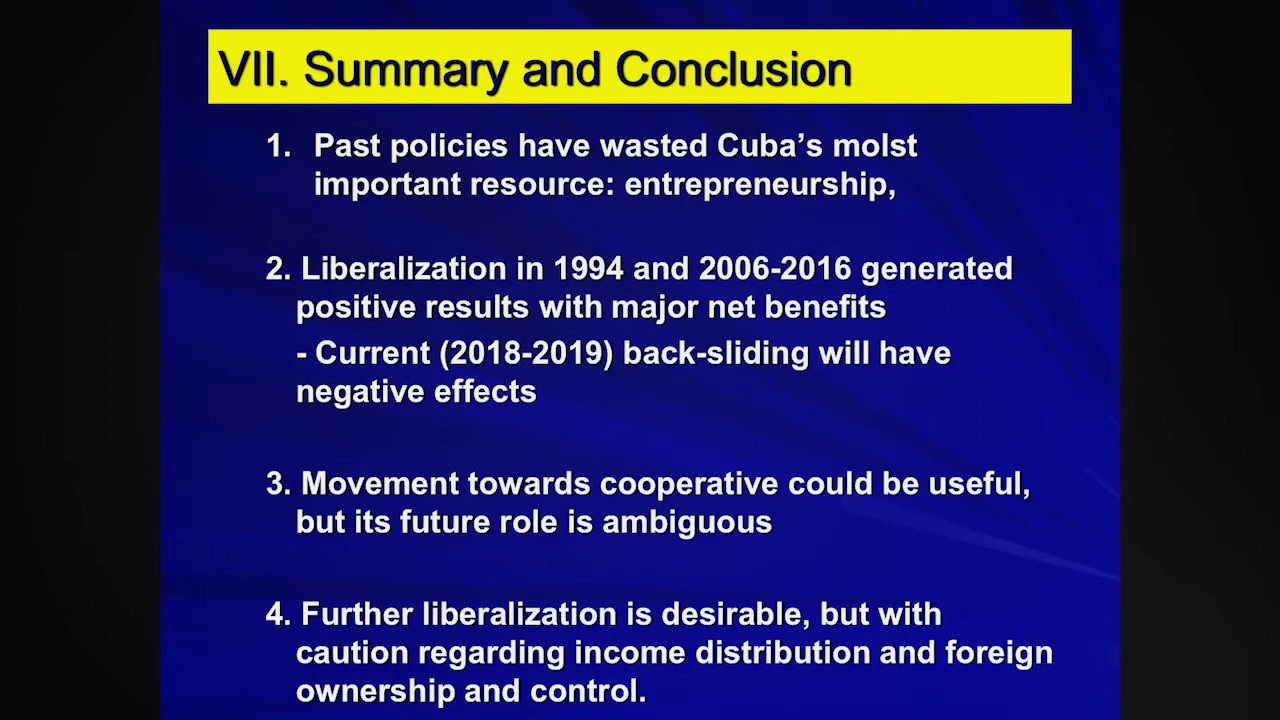 VII. Summary and Conclusion
1. Past policies have wasted Cuba’s molst
important resource: entrepreneurship,
2. Liberalization in 1994 and 2006-2016 generated
positive results with major net benefits
- Current (2018-2019) back-sliding will have
negative effects
3. Movement towards cooperative could be useful,
but its future role is ambiguous
4. Further liberalization is desirable, but with
caution regarding income distribution and foreign
ownership and control.